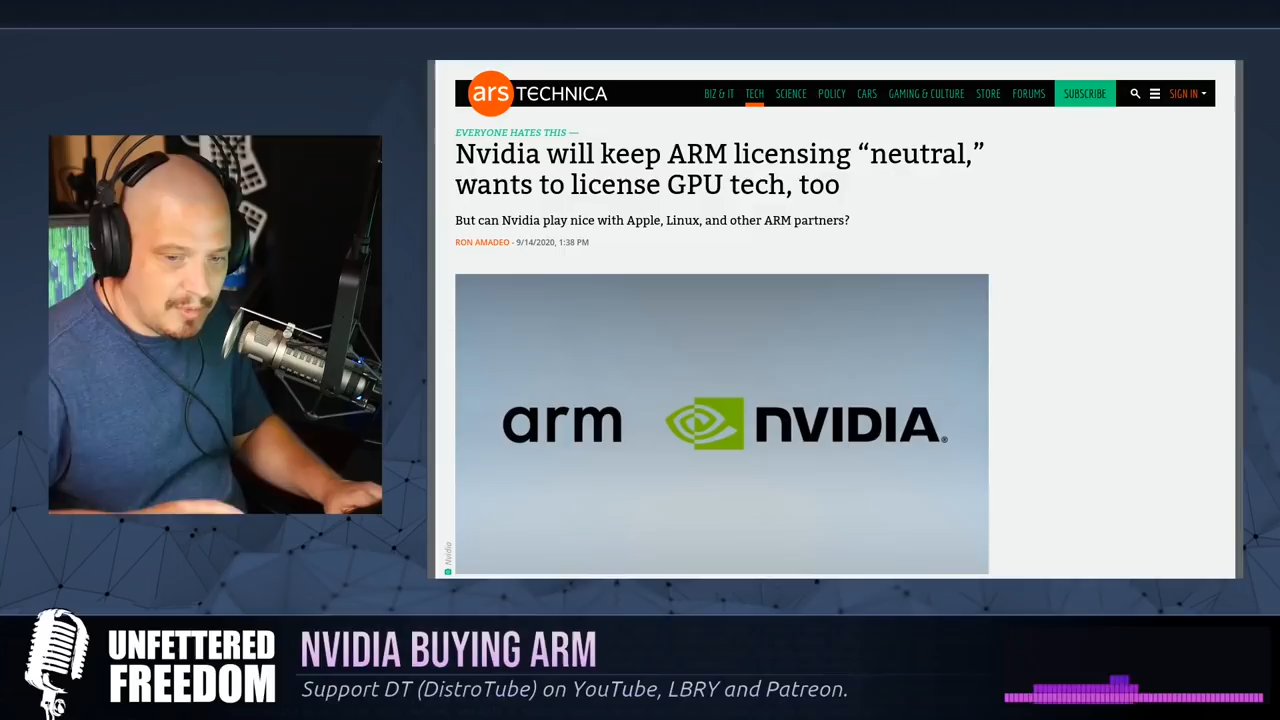 ars TECHNICA
BIZ & IT TECH SCIENCE POLICY CARS GAMING & CULTURE STORE FORUMS SUBSCRIBE SIGN IN
EVERYONE HATES THIS —
Nvidia will keep ARM licensing “neutral,”
wants to license GPU tech, too
But can Nvidia play nice with Apple, Linux, and other ARM partners?
RON AMADEO - 9/14/2020, 1:38 PM
arm NVIDIA®
Nvidia
UNFETTERED
FREEDOM
NVIDIA BUYING ARM
Support DT (DistroTube) on YouTube, LBRY and Patreon.